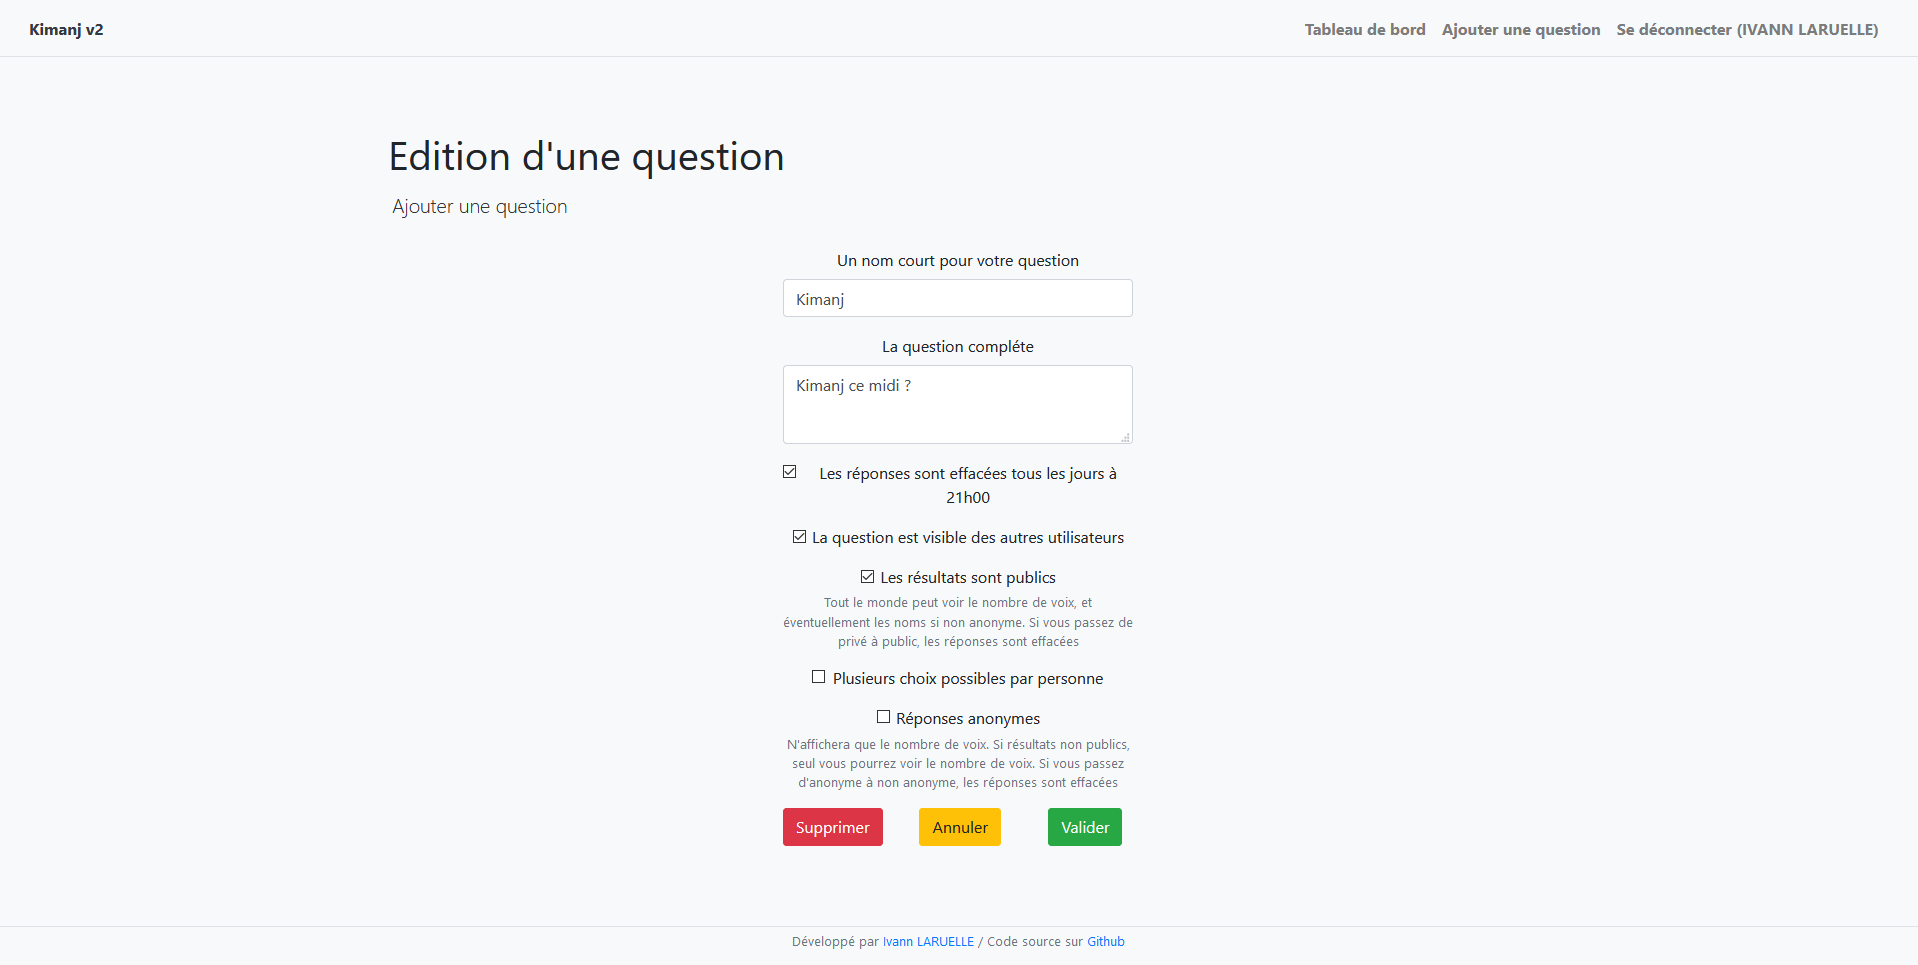 Kimanj v2
Tableau de bord Ajouter une question Se déconnecter (IVANN LARUELLE)
Edition d'une question
Ajouter une question
Un nom court pour votre question
Kimanj
La question compléte
Kimanj ce midi ?
Les réponses sont effacées tous les jours à
21h00
La question est visible des autres utilisateurs
Les résultats sont publics
Tout le monde peut voir le nombre de voix, et
éventuellement les noms si non anonyme. Si vous passez de
privé à public, les réponses sont effacées
Plusieurs choix possibles par personne
Réponses anonymes
N'affichera que le nombre de voix. Si résultats non publics,
seul vous pourrez voir le nombre de voix. Si vous passez
d'anonyme à non anonyme, les réponses sont effacées
Supprimer Annuler Valider
Développé par Ivann LARUELLE / Code source sur Github